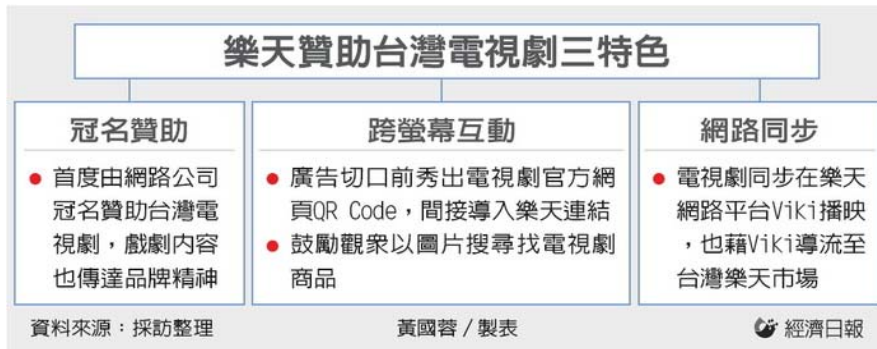 樂天贊助台灣電視劇三特色
冠名贊助
首度由網路公司
冠名贊助台灣電
視劇，戲劇內容
也傳達品牌精神
跨螢幕互動
廣告切口前秀出電視劇官方網
頁QR Code，間接導入樂天連結
鼓勵觀眾以圖片搜尋找電視劇
商品
網路同步
電視劇同步在樂天
網路平台Viki播映
，也藉Viki導流至
台灣樂天市場
資料來源：採訪整理
黃國蓉／製表
經濟日報